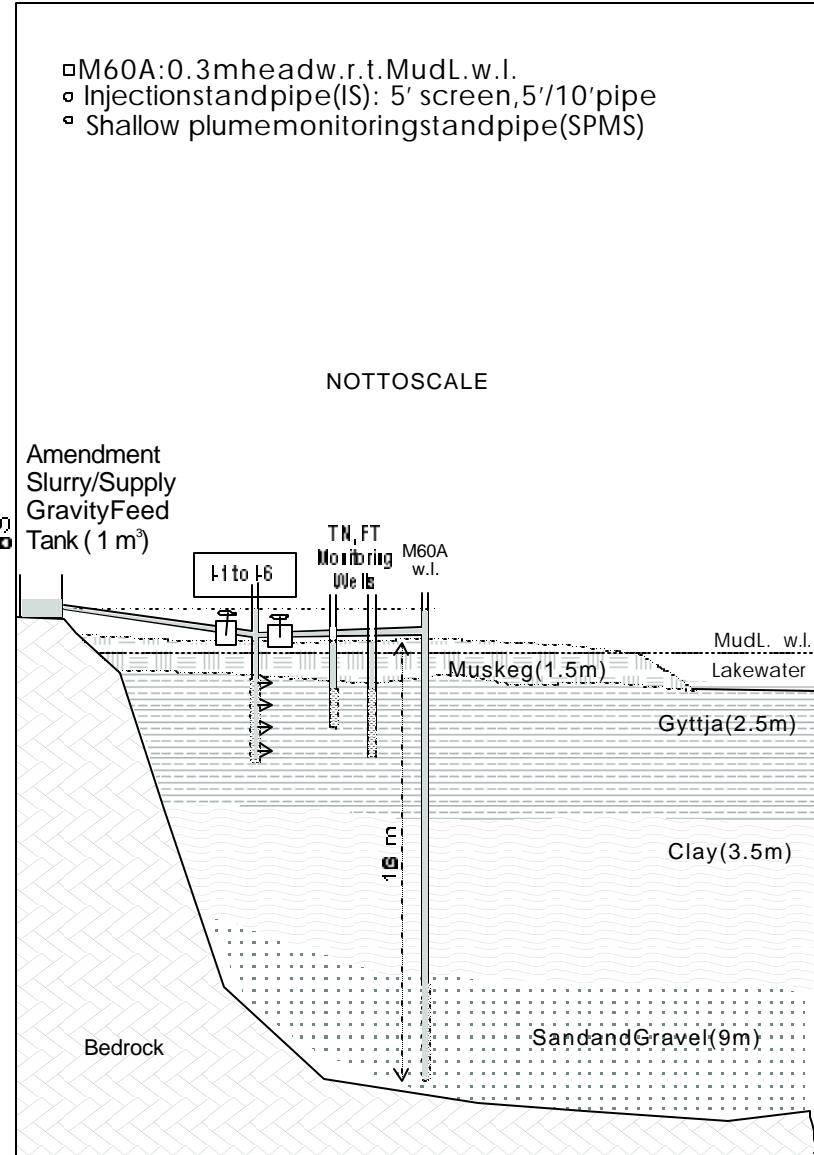 M60A:0.3mheadw.r.t.MudL.w.l.
Injectionstandpipe(IS): 5' screen,5'/10'pipe
Shallow plumemonitoringstandpipe(SPMS)
NOTTOSCALE
Amendment
Slurry/Supply
GravityFeed
Tank ( 1 m³)
I-1 to I-6
TN, FT
Monitoring
Wells
M60A
w.l.
MudL. w.l.
Lakewater
Muskeg(1.5m)
Gyttja(2.5m)
Clay(3.5m)
m
SandandGravel(9m)
Bedrock